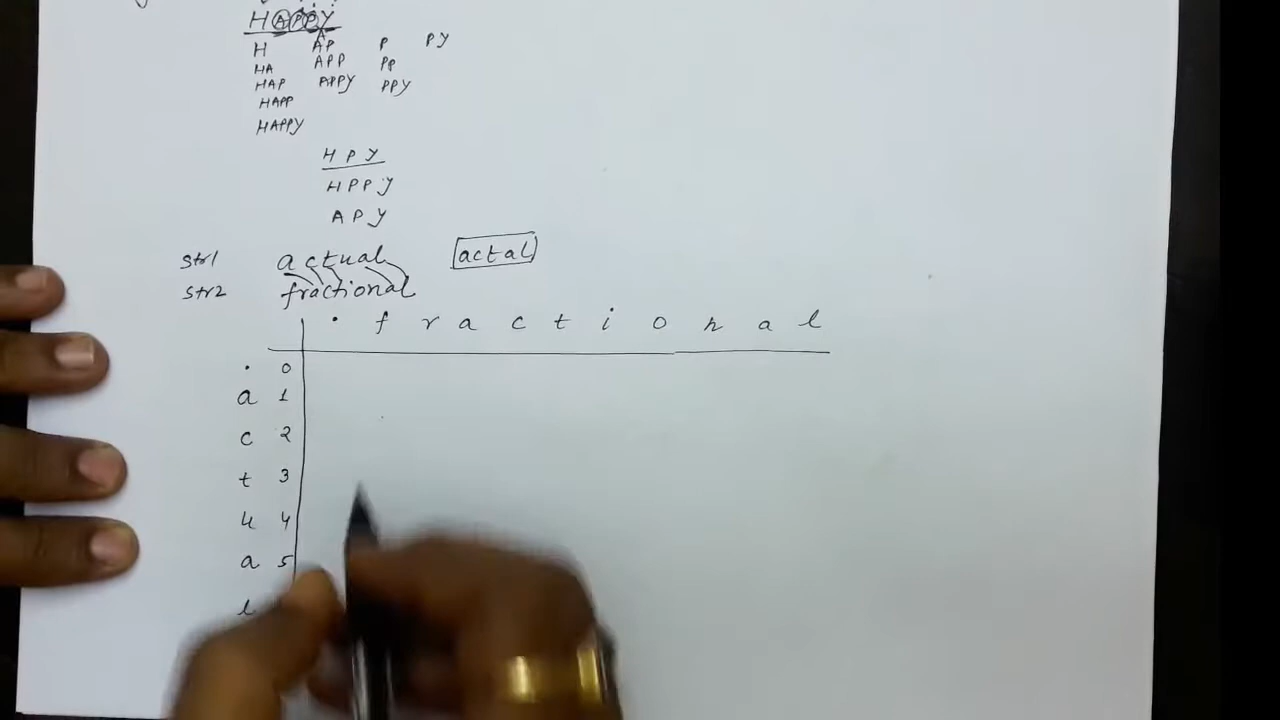 HAPPY
A
H AP P PY
HA APP PP
HAP APPY PPY
HAPP
HAPPY
HPY
HPPY
APY
str1 actual actal
str2 fractional
. f r a c t i o n a l
. 0
a 1
c 2
t 3
u 4
a 5
l